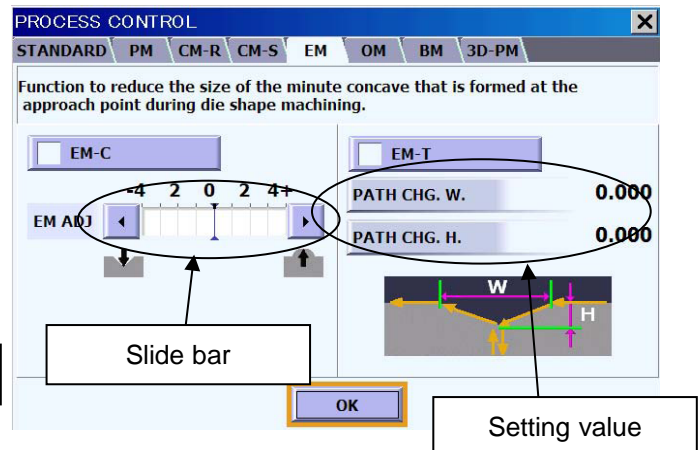 PROCESS CONTROL
STANDARD PM CM-R CM-S EM OM BM 3D-PM
Function to reduce the size of the minute concave that is formed at the
approach point during die shape machining.
EM-C
EM-T
-4 2 0 2 4+
EM ADJ
PATH CHG. W. 0.000
PATH CHG. H. 0.000
W
H
Slide bar
OK
Setting value